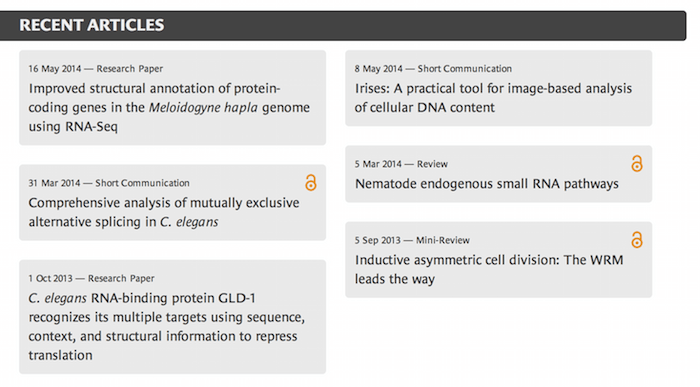 RECENT ARTICLES
16 May 2014 — Research Paper
Improved structural annotation of protein-
coding genes in the Meloidogyne hapla genome
using RNA-Seq
31 Mar 2014 — Short Communication
Comprehensive analysis of mutually exclusive
alternative splicing in C. elegans
1 Oct 2013 — Research Paper
C. elegans RNA-binding protein GLD-1
recognizes its multiple targets using sequence,
context, and structural information to repress
translation
8 May 2014 — Short Communication
Irises: A practical tool for image-based analysis
of cellular DNA content
5 Mar 2014 — Review
Nematode endogenous small RNA pathways
5 Sep 2013 — Mini-Review
Inductive asymmetric cell division: The WRM
leads the way